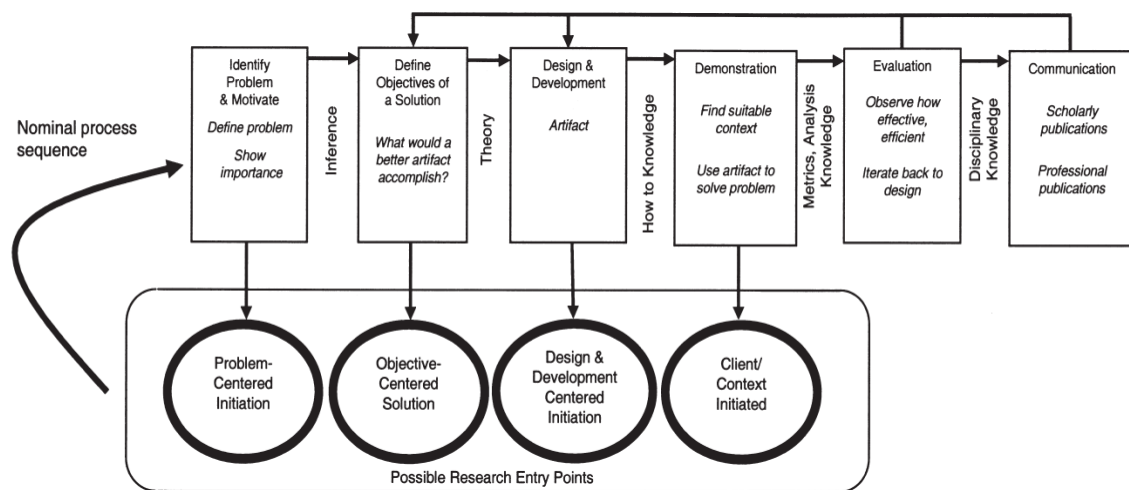 Nominal process
sequence
Identify
Problem
& Motivate
Define problem
Show
importance
Inference
Define
Objectives of
a Solution
What would a
better artifact
accomplish?
Theory
Design &
Development
Artifact
How to Knowledge
Demonstration
Find suitable
context
Use artifact to
solve problem
Metrics, Analysis
Knowledge
Evaluation
Observe how
effective,
efficient
Iterate back to
design
Disciplinary
Knowledge
Communication
Scholarly
publications
Professional
publications
Problem-
Centered
Initiation
Objective-
Centered
Solution
Design &
Development
Centered
Initiation
Client/
Context
Initiated
Possible Research Entry Points